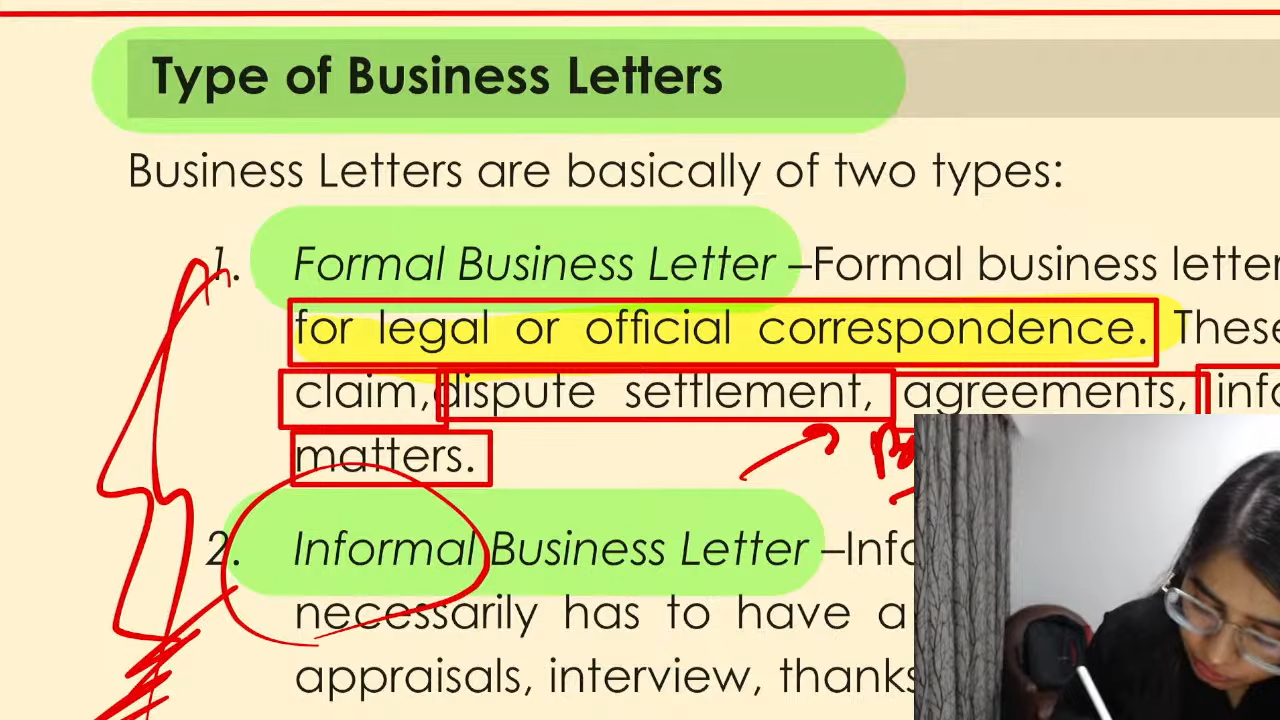 Type of Business Letters
Business Letters are basically of two types:
1. Formal Business Letter –Formal business letter
for legal or official correspondence. These
claim, dispute settlement, agreements, info
matters.
2. Informal Business Letter –Info
necessarily has to have a
appraisals, interview, thanks